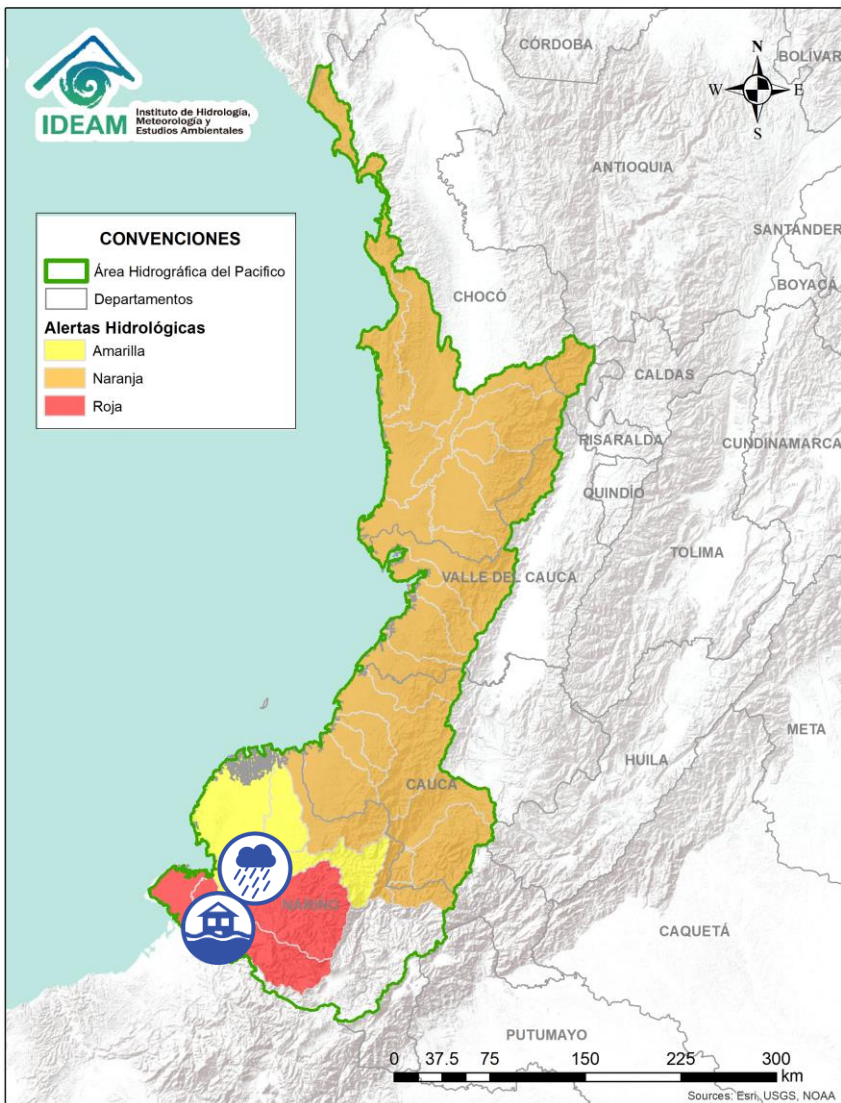 IDEAM
Instituto de Hidrología,
Meteorología y
Estudios Ambientales
N
W
E
S
CÓRDOBA
BOLÍVAR
ANTIOQUIA
SANTANDER
BOYACÁ
CHOCÓ
CALDAS
RISARALDA
CUNDINAMARCA
QUINDÍO
TOLIMA
VALLE DEL CAUCA
META
HUILA
CAUCA
NARIÑO
CAQUETÁ
PUTUMAYO
CONVENCIONES
Área Hidrográfica del Pacifico
Departamentos
Alertas Hidrológicas
Amarilla
Naranja
Roja
0 37.5 75 150 225 300
km
Sources: Esri, USGS, NOAA